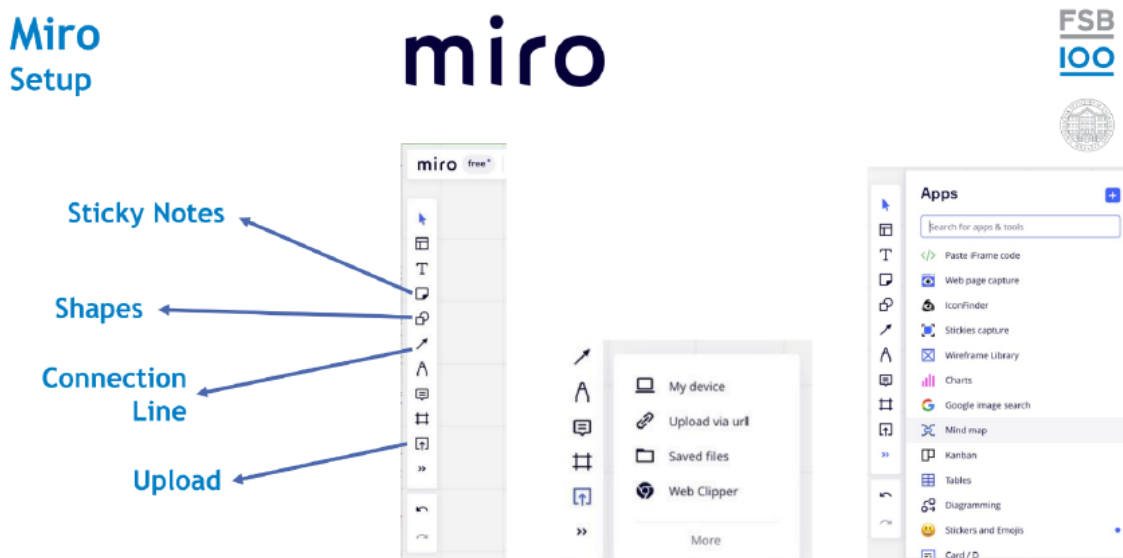 Miro
Setup
miro
FSB
100
miro free
Sticky Notes
Shapes
Connection
Line
Upload
My device
Upload via url
Saved files
Web Clipper
More
Apps
Search for apps & tools
Paste iFrame code
Web page capture
IconFinder
Stickies capture
Wireframe Library
Charts
Google image search
Mind map
Kanban
Tables
Diagramming
Stickers and Emojis
Card / D